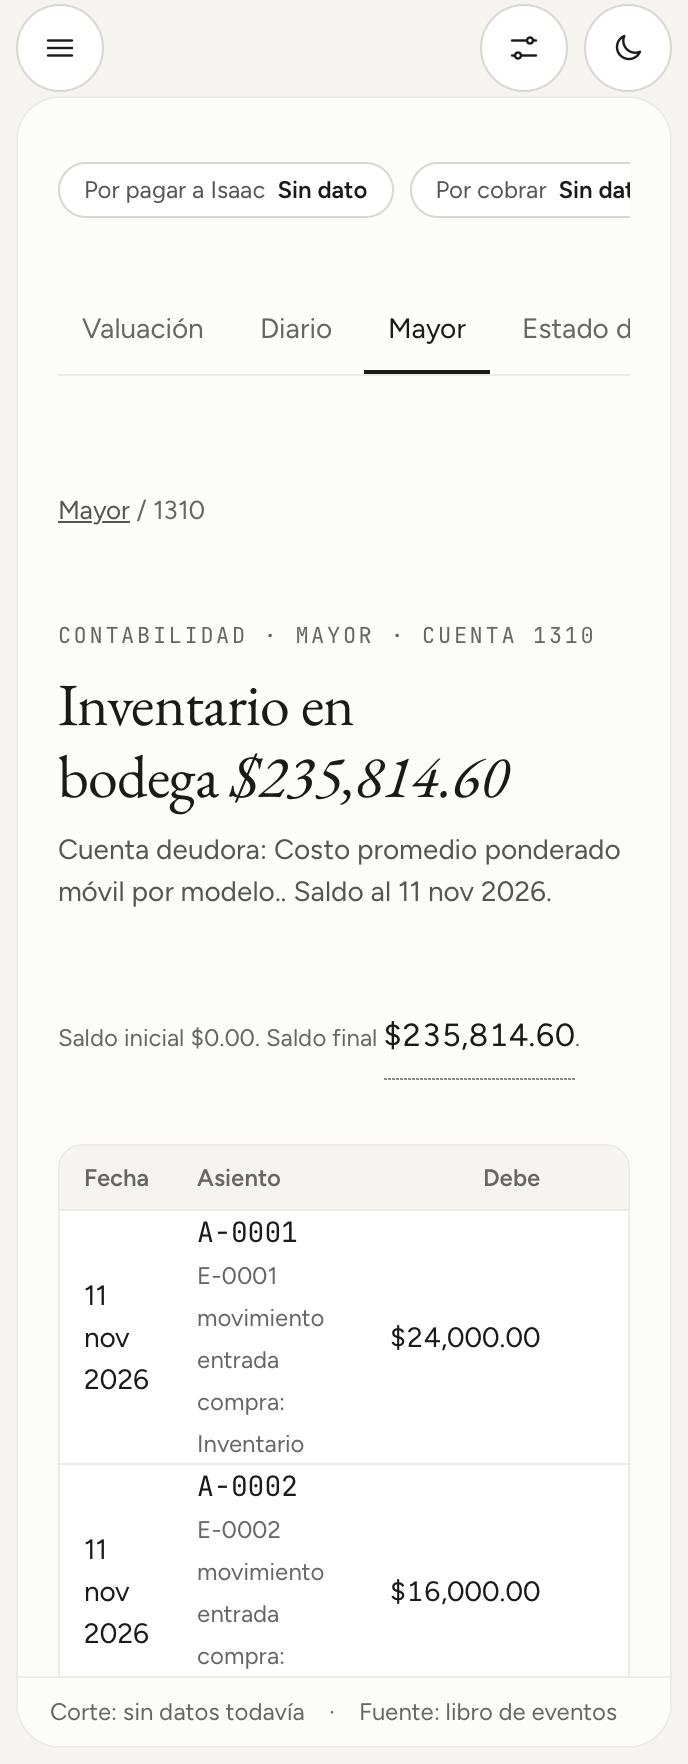 Por pagar a Isaac Sin dato
Por cobrar Sin dat
Valuación Diario Mayor Estado d
Mayor / 1310
CONTABILIDAD · MAYOR · CUENTA 1310
Inventario en
bodega $235,814.60
Cuenta deudora: Costo promedio ponderado
móvil por modelo.. Saldo al 11 nov 2026.
Saldo inicial $0.00. Saldo final $235,814.60.
Fecha Asiento Debe
11
nov
2026
A-0001
E-0001
movimiento
entrada
compra:
Inventario
$24,000.00
11
nov
2026
A-0002
E-0002
movimiento
entrada
compra:
$16,000.00
Corte: sin datos todavía · Fuente: libro de eventos